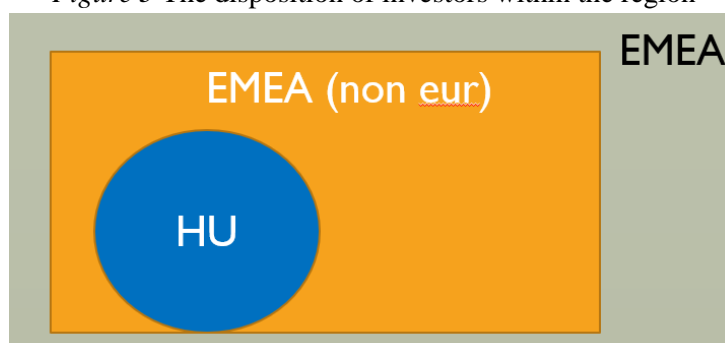 The disposition of investors within the region
EMEA
EMEA (non eur)
HU